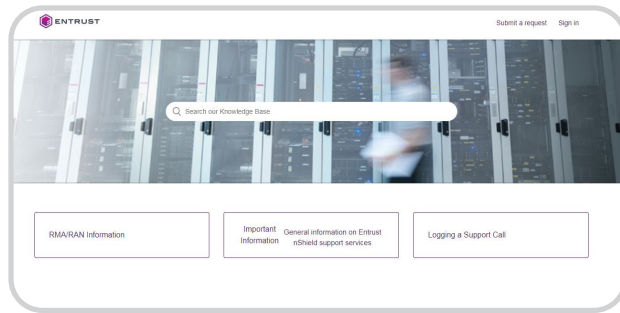 ENTRUST
Submit a request Sign in
Search our Knowledge Base
RMA/RAN Information
Important
Information
General information on Entrust
nShield support services
Logging a Support Call